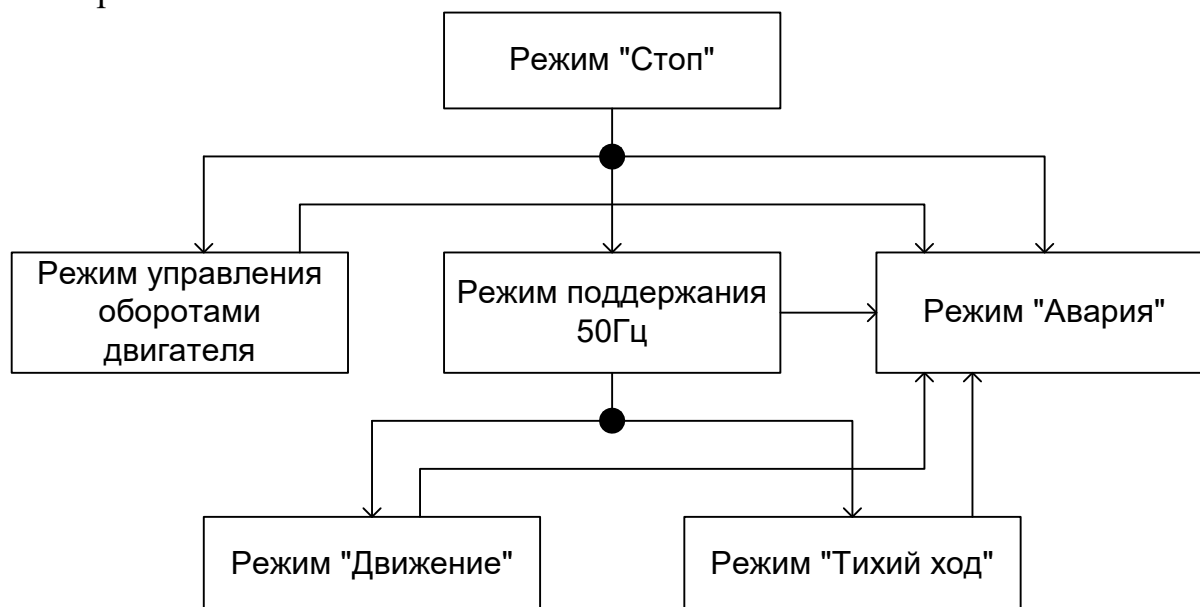 Режим "Стоп"
Режим управления
оборотами
двигателя
Режим поддержания
50Гц
Режим "Авария"
Режим "Движение"
Режим "Тихий ход"